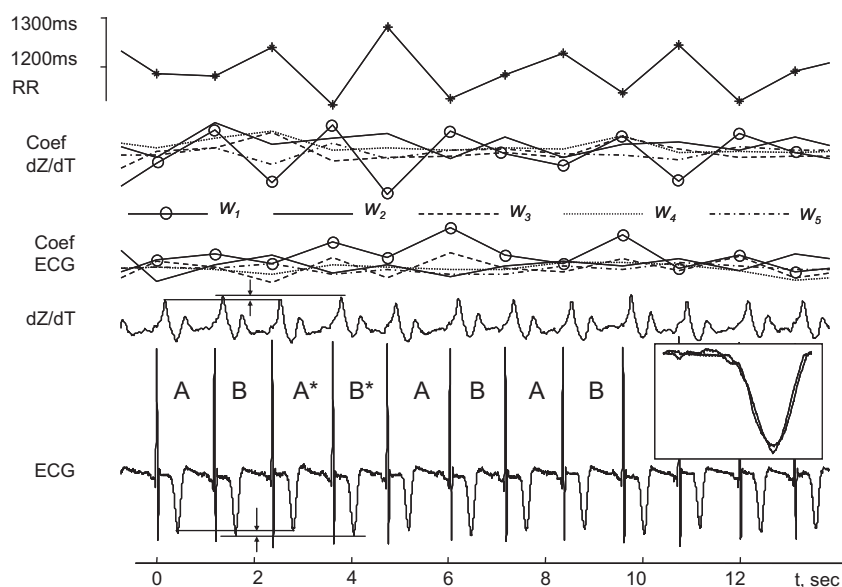 1300ms
1200ms
RR
Coef
dZ/dT
W1 W2 W3 W4 W5
Coef
ECG
dZ/dT
A B A* B* A B A B
ECG
0 2 4 6 8 10 12 t, sec